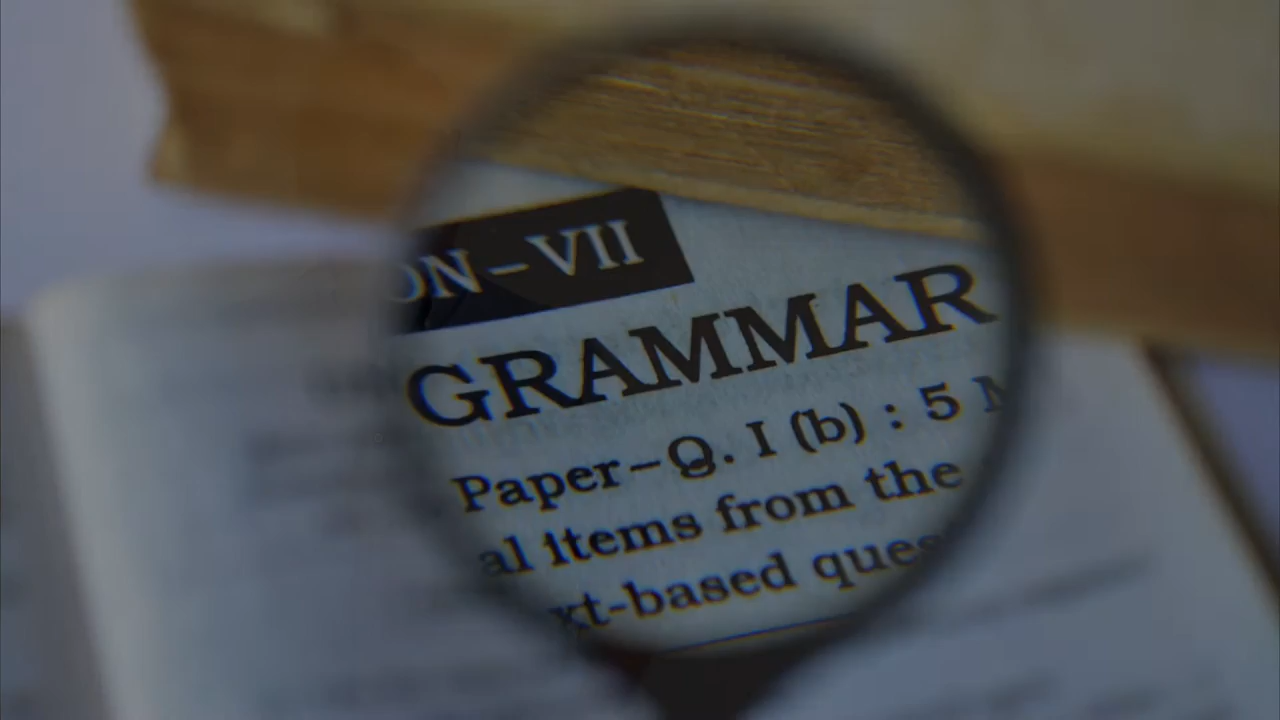 ON-VII
GRAMMAR
Paper-Q. I (b) : 5
al items from the
xt-based ques